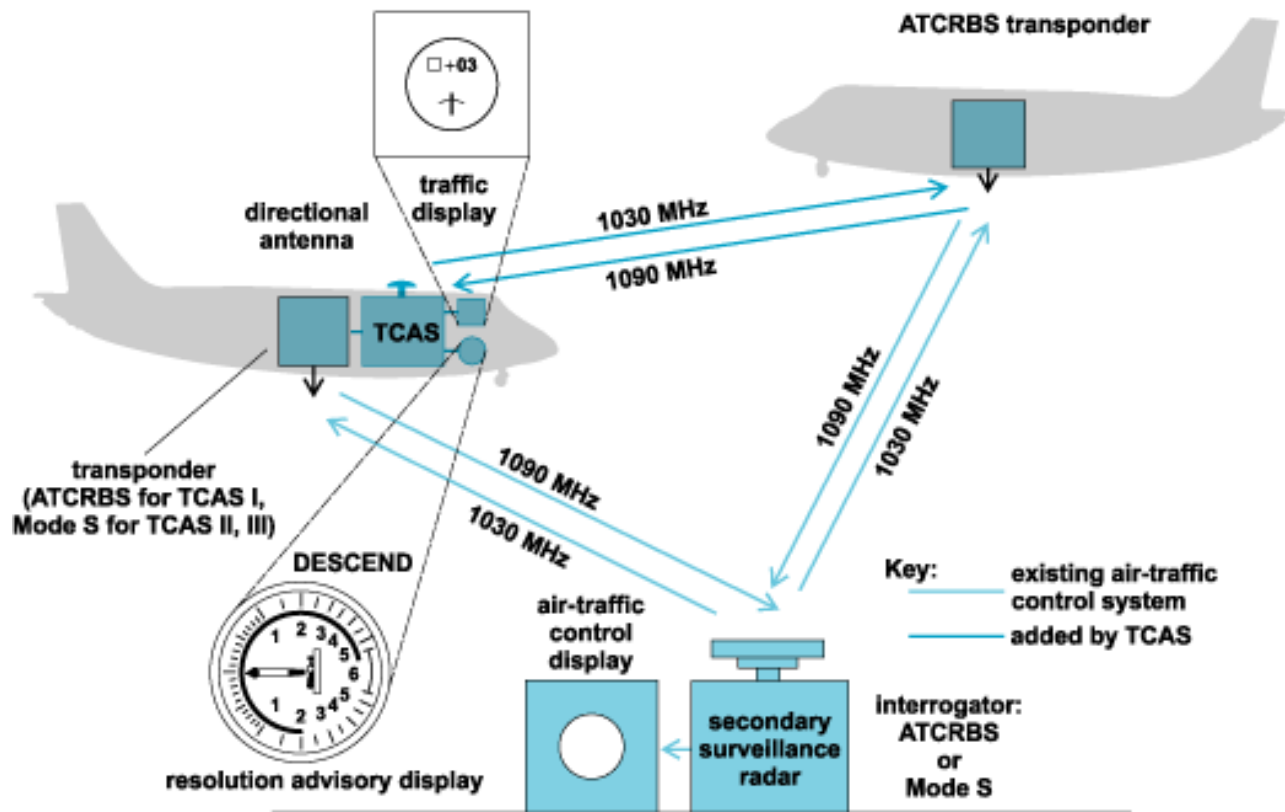 ATCRBS transponder
□+03
traffic
display
directional
antenna
1030 MHz
1090 MHz
TCAS
1090 MHz
1030 MHz
transponder
(ATCRBS for TCAS I,
Mode S for TCAS II, III)
1090 MHz
1030 MHz
DESCEND
1 2 3 4 5 6
1 2 3 4 5
resolution advisory display
air-traffic
control
display
secondary
surveillance
radar
Key:
existing air-traffic
control system
added by TCAS
interrogator:
ATCRBS
or
Mode S